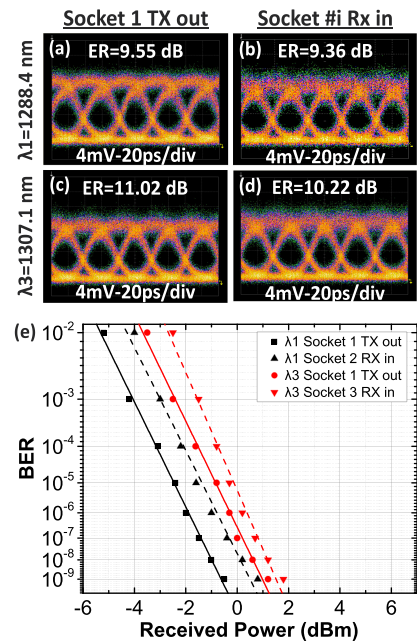 Socket 1 TX out
Socket #i Rx in
λ1=1288.4 nm
(a)
ER=9.55 dB
4mV-20ps/div
(b)
ER=9.36 dB
4mV-20ps/div
λ3=1307.1 nm
(c)
ER=11.02 dB
4mV-20ps/div
(d)
ER=10.22 dB
4mV-20ps/div
(e)
BER
10⁻²
10⁻³
10⁻⁴
10⁻⁵
10⁻⁶
10⁻⁷
10⁻⁸
10⁻⁹
λ1 Socket 1 TX out
λ1 Socket 2 RX in
λ3 Socket 1 TX out
λ3 Socket 3 RX in
-6 -4 -2 0 2 4 6 8
Received Power (dBm)